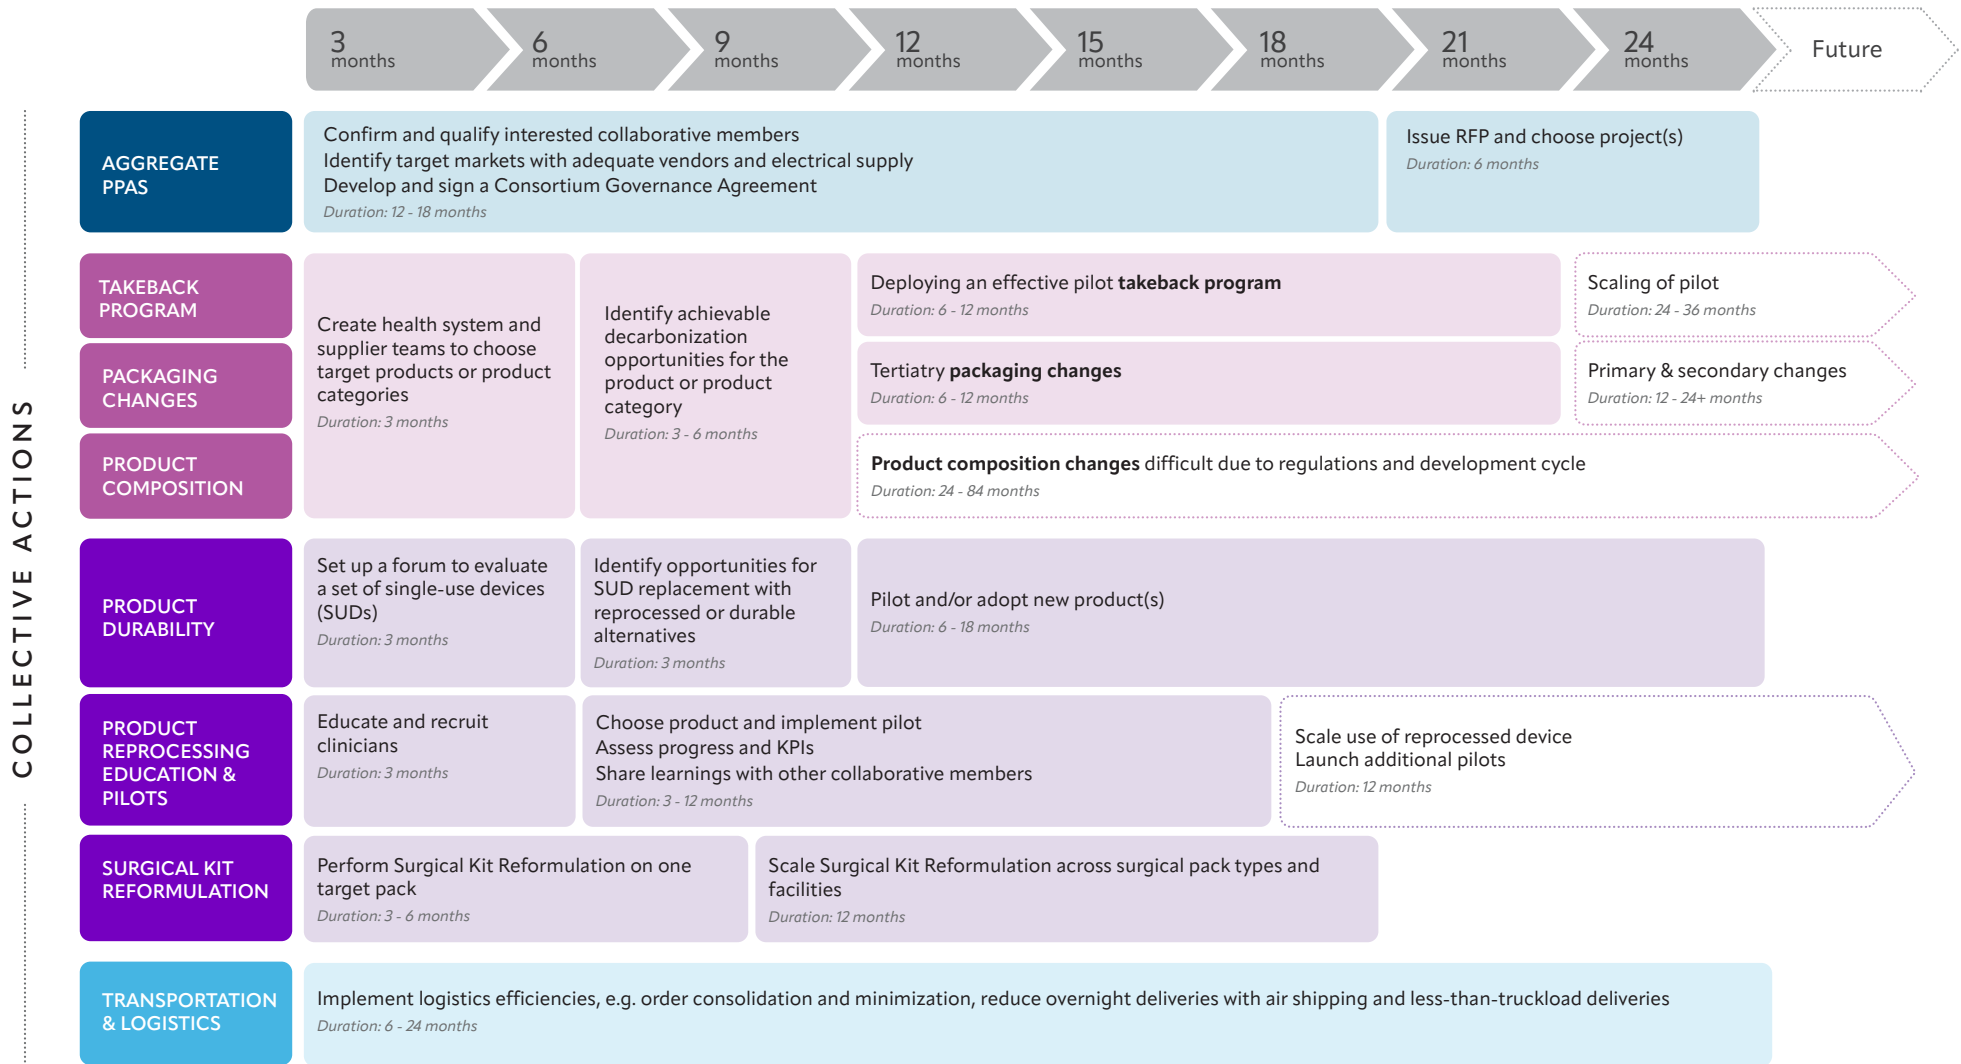 3
months
6
months
9
months
12
months
15
months
18
months
21
months
24
months
Future
COLLECTIVE ACTIONS
AGGREGATE
PPAS
Confirm and qualify interested collaborative members
Identify target markets with adequate vendors and electrical supply
Develop and sign a Consortium Governance Agreement
Duration: 12 - 18 months
Issue RFP and choose project(s)
Duration: 6 months
TAKEBACK
PROGRAM
PACKAGING
CHANGES
PRODUCT
COMPOSITION
Create health system and
supplier teams to choose
target products or product
categories
Duration: 3 months
Identify achievable
decarbonization
opportunities for the
product or product
category
Duration: 3 - 6 months
Deploying an effective pilot takeback program
Duration: 6 - 12 months
Scaling of pilot
Duration: 24 - 36 months
Tertiatry packaging changes
Duration: 6 - 12 months
Primary & secondary changes
Duration: 12 - 24+ months
Product composition changes difficult due to regulations and development cycle
Duration: 24 - 84 months
PRODUCT
DURABILITY
Set up a forum to evaluate
a set of single-use devices
(SUDs)
Duration: 3 months
Identify opportunities for
SUD replacement with
reprocessed or durable
alternatives
Duration: 3 months
Pilot and/or adopt new product(s)
Duration: 6 - 18 months
PRODUCT
REPROCESSING
EDUCATION &
PILOTS
Educate and recruit
clinicians
Duration: 3 months
Choose product and implement pilot
Assess progress and KPIs
Share learnings with other collaborative members
Duration: 3 - 12 months
Scale use of reprocessed device
Launch additional pilots
Duration: 12 months
SURGICAL KIT
REFORMULATION
Perform Surgical Kit Reformulation on one
target pack
Duration: 3 - 6 months
Scale Surgical Kit Reformulation across surgical pack types and
facilities
Duration: 12 months
TRANSPORTATION
& LOGISTICS
Implement logistics efficiencies, e.g. order consolidation and minimization, reduce overnight deliveries with air shipping and less-than-truckload deliveries
Duration: 6 - 24 months